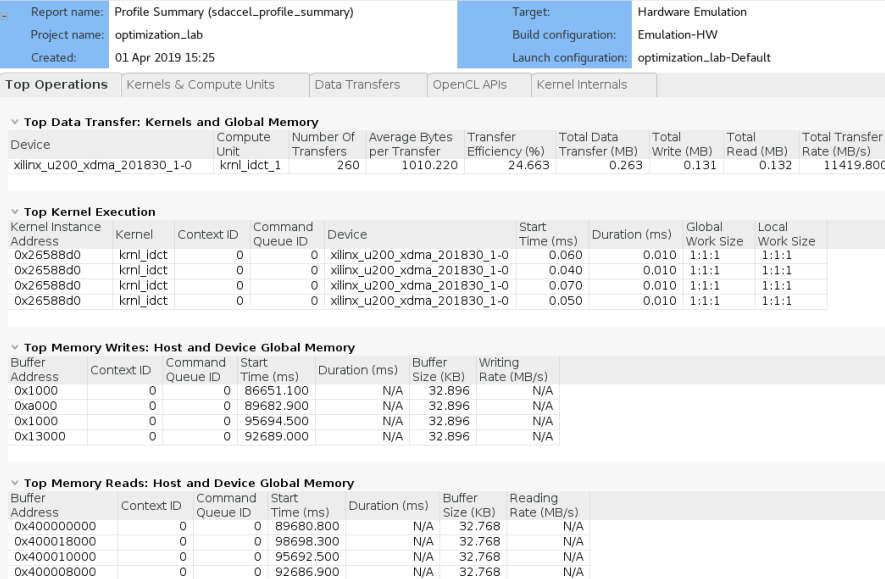 Report name: Profile Summary (sdaccel_profile_summary) Target: Hardware Emulation
Project name: optimization_lab Build configuration: Emulation-HW
Created: 01 Apr 2019 15:25 Launch configuration: optimization_lab-Default
Top Operations Kernels & Compute Units Data Transfers OpenCL APIs Kernel Internals
Top Data Transfer: Kernels and Global Memory
Device Compute Unit Number Of Transfers Average Bytes per Transfer Transfer Efficiency (%) Total Data Transfer (MB) Total Write (MB) Total Read (MB) Total Transfer Rate (MB/s)
xilinx_u200_xdma_201830_1-0 krnl_idct_1 260 1010.220 24.663 0.263 0.131 0.132 11419.800
Top Kernel Execution
Kernel Instance Address Kernel Context ID Command Queue ID Device Start Time (ms) Duration (ms) Global Work Size Local Work Size
0x26588d0 krnl_idct 0 0 xilinx_u200_xdma_201830_1-0 0.060 0.010 1:1:1 1:1:1
0x26588d0 krnl_idct 0 0 xilinx_u200_xdma_201830_1-0 0.040 0.010 1:1:1 1:1:1
0x26588d0 krnl_idct 0 0 xilinx_u200_xdma_201830_1-0 0.070 0.010 1:1:1 1:1:1
0x26588d0 krnl_idct 0 0 xilinx_u200_xdma_201830_1-0 0.050 0.010 1:1:1 1:1:1
Top Memory Writes: Host and Device Global Memory
Buffer Address Context ID Command Queue ID Start Time (ms) Duration (ms) Buffer Size (KB) Writing Rate (MB/s)
0x1000 0 0 86651.100 N/A 32.896 N/A
0xa000 0 0 89682.900 N/A 32.896 N/A
0x1000 0 0 95694.500 N/A 32.896 N/A
0x13000 0 0 92689.000 N/A 32.896 N/A
Top Memory Reads: Host and Device Global Memory
Buffer Address Context ID Command Queue ID Start Time (ms) Duration (ms) Buffer Size (KB) Reading Rate (MB/s)
0x400000000 0 0 89680.800 N/A 32.768 N/A
0x400018000 0 0 98698.300 N/A 32.768 N/A
0x400010000 0 0 95692.500 N/A 32.768 N/A
0x400008000 0 0 92686.900 N/A 32.768 N/A